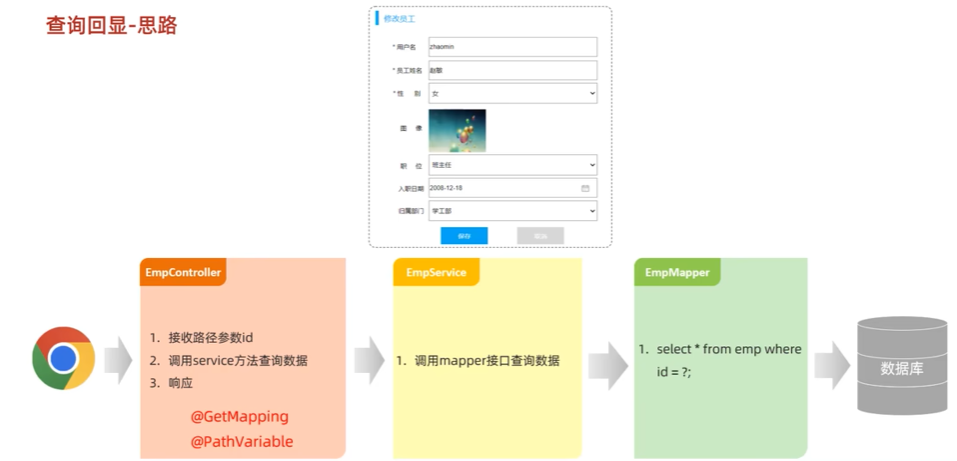 查询回显-思路
修改员工
*用户名 zhaomin
*员工姓名 赵敏
*性 别 女
图 像
职 位 班主任
入职日期 2008-12-18
归属部门 学工部
保存 取消
EmpController
1. 接收路径参数id
2. 调用service方法查询数据
3. 响应
@GetMapping
@PathVariable
EmpService
1. 调用mapper接口查询数据
EmpMapper
1. select * from emp where
id = ?;
数据库